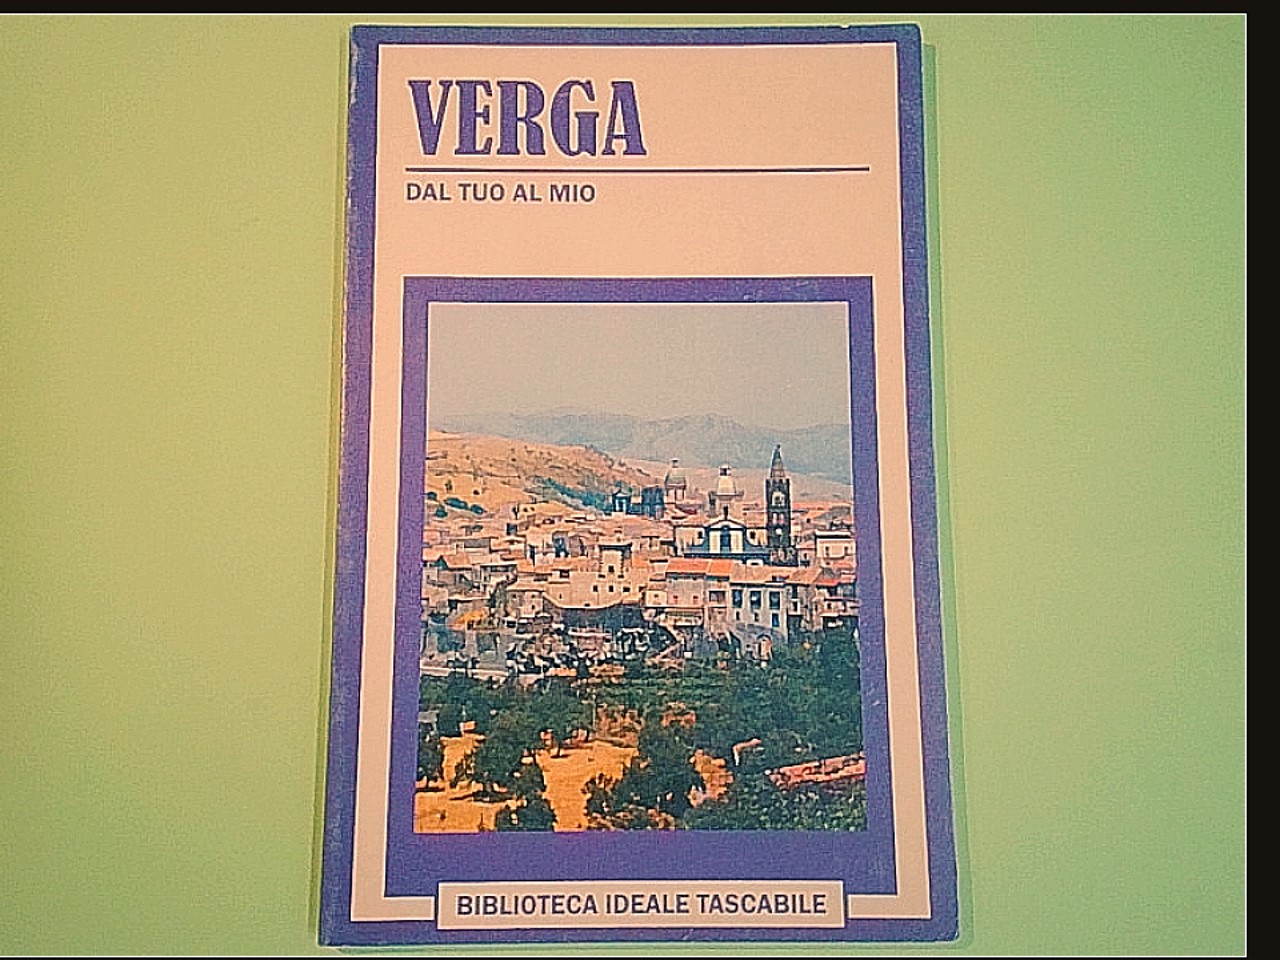 VERGA
DAL TUO AL MIO
BIBLIOTECA IDEALE TASCABILE